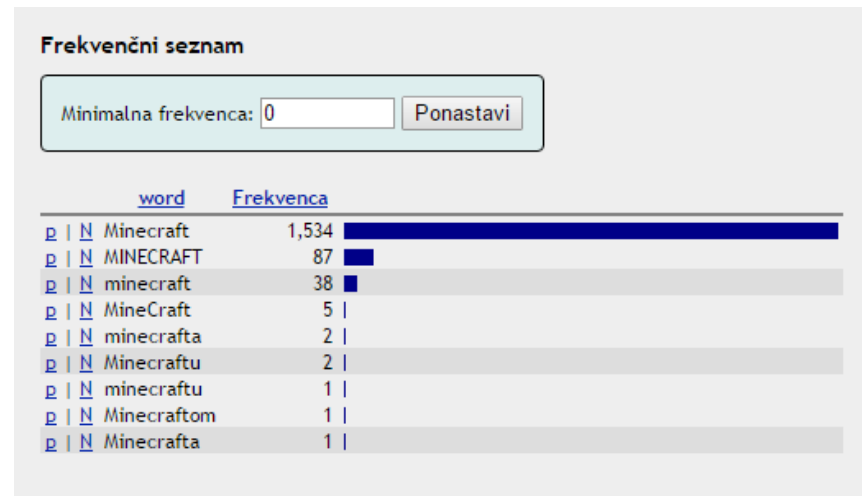 Frekvenčni seznam
Minimalna frekvenca: 0 Ponastavi
word Frekvenca
p | N Minecraft 1,534
p | N MINECRAFT 87
p | N minecraft 38
p | N MineCraft 5
p | N minecrafta 2
p | N Minecraftu 2
p | N minecraftu 1
p | N Minecraftom 1
p | N Minecrafta 1